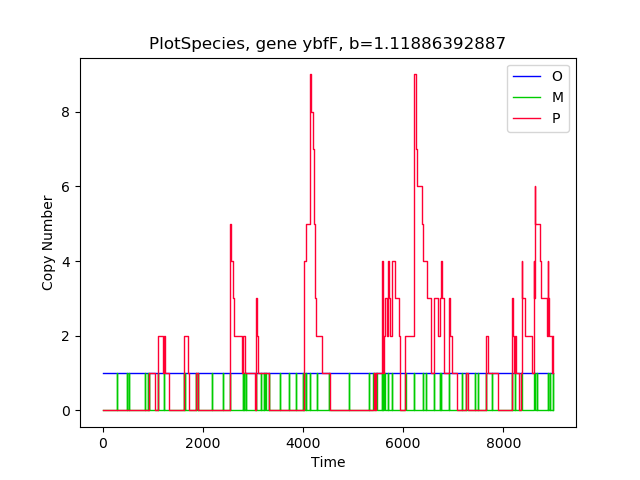 PlotSpecies, gene ybfF, b=1.11886392887
O
M
P
8
6
4
2
0
Copy Number
0 2000 4000 6000 8000
Time